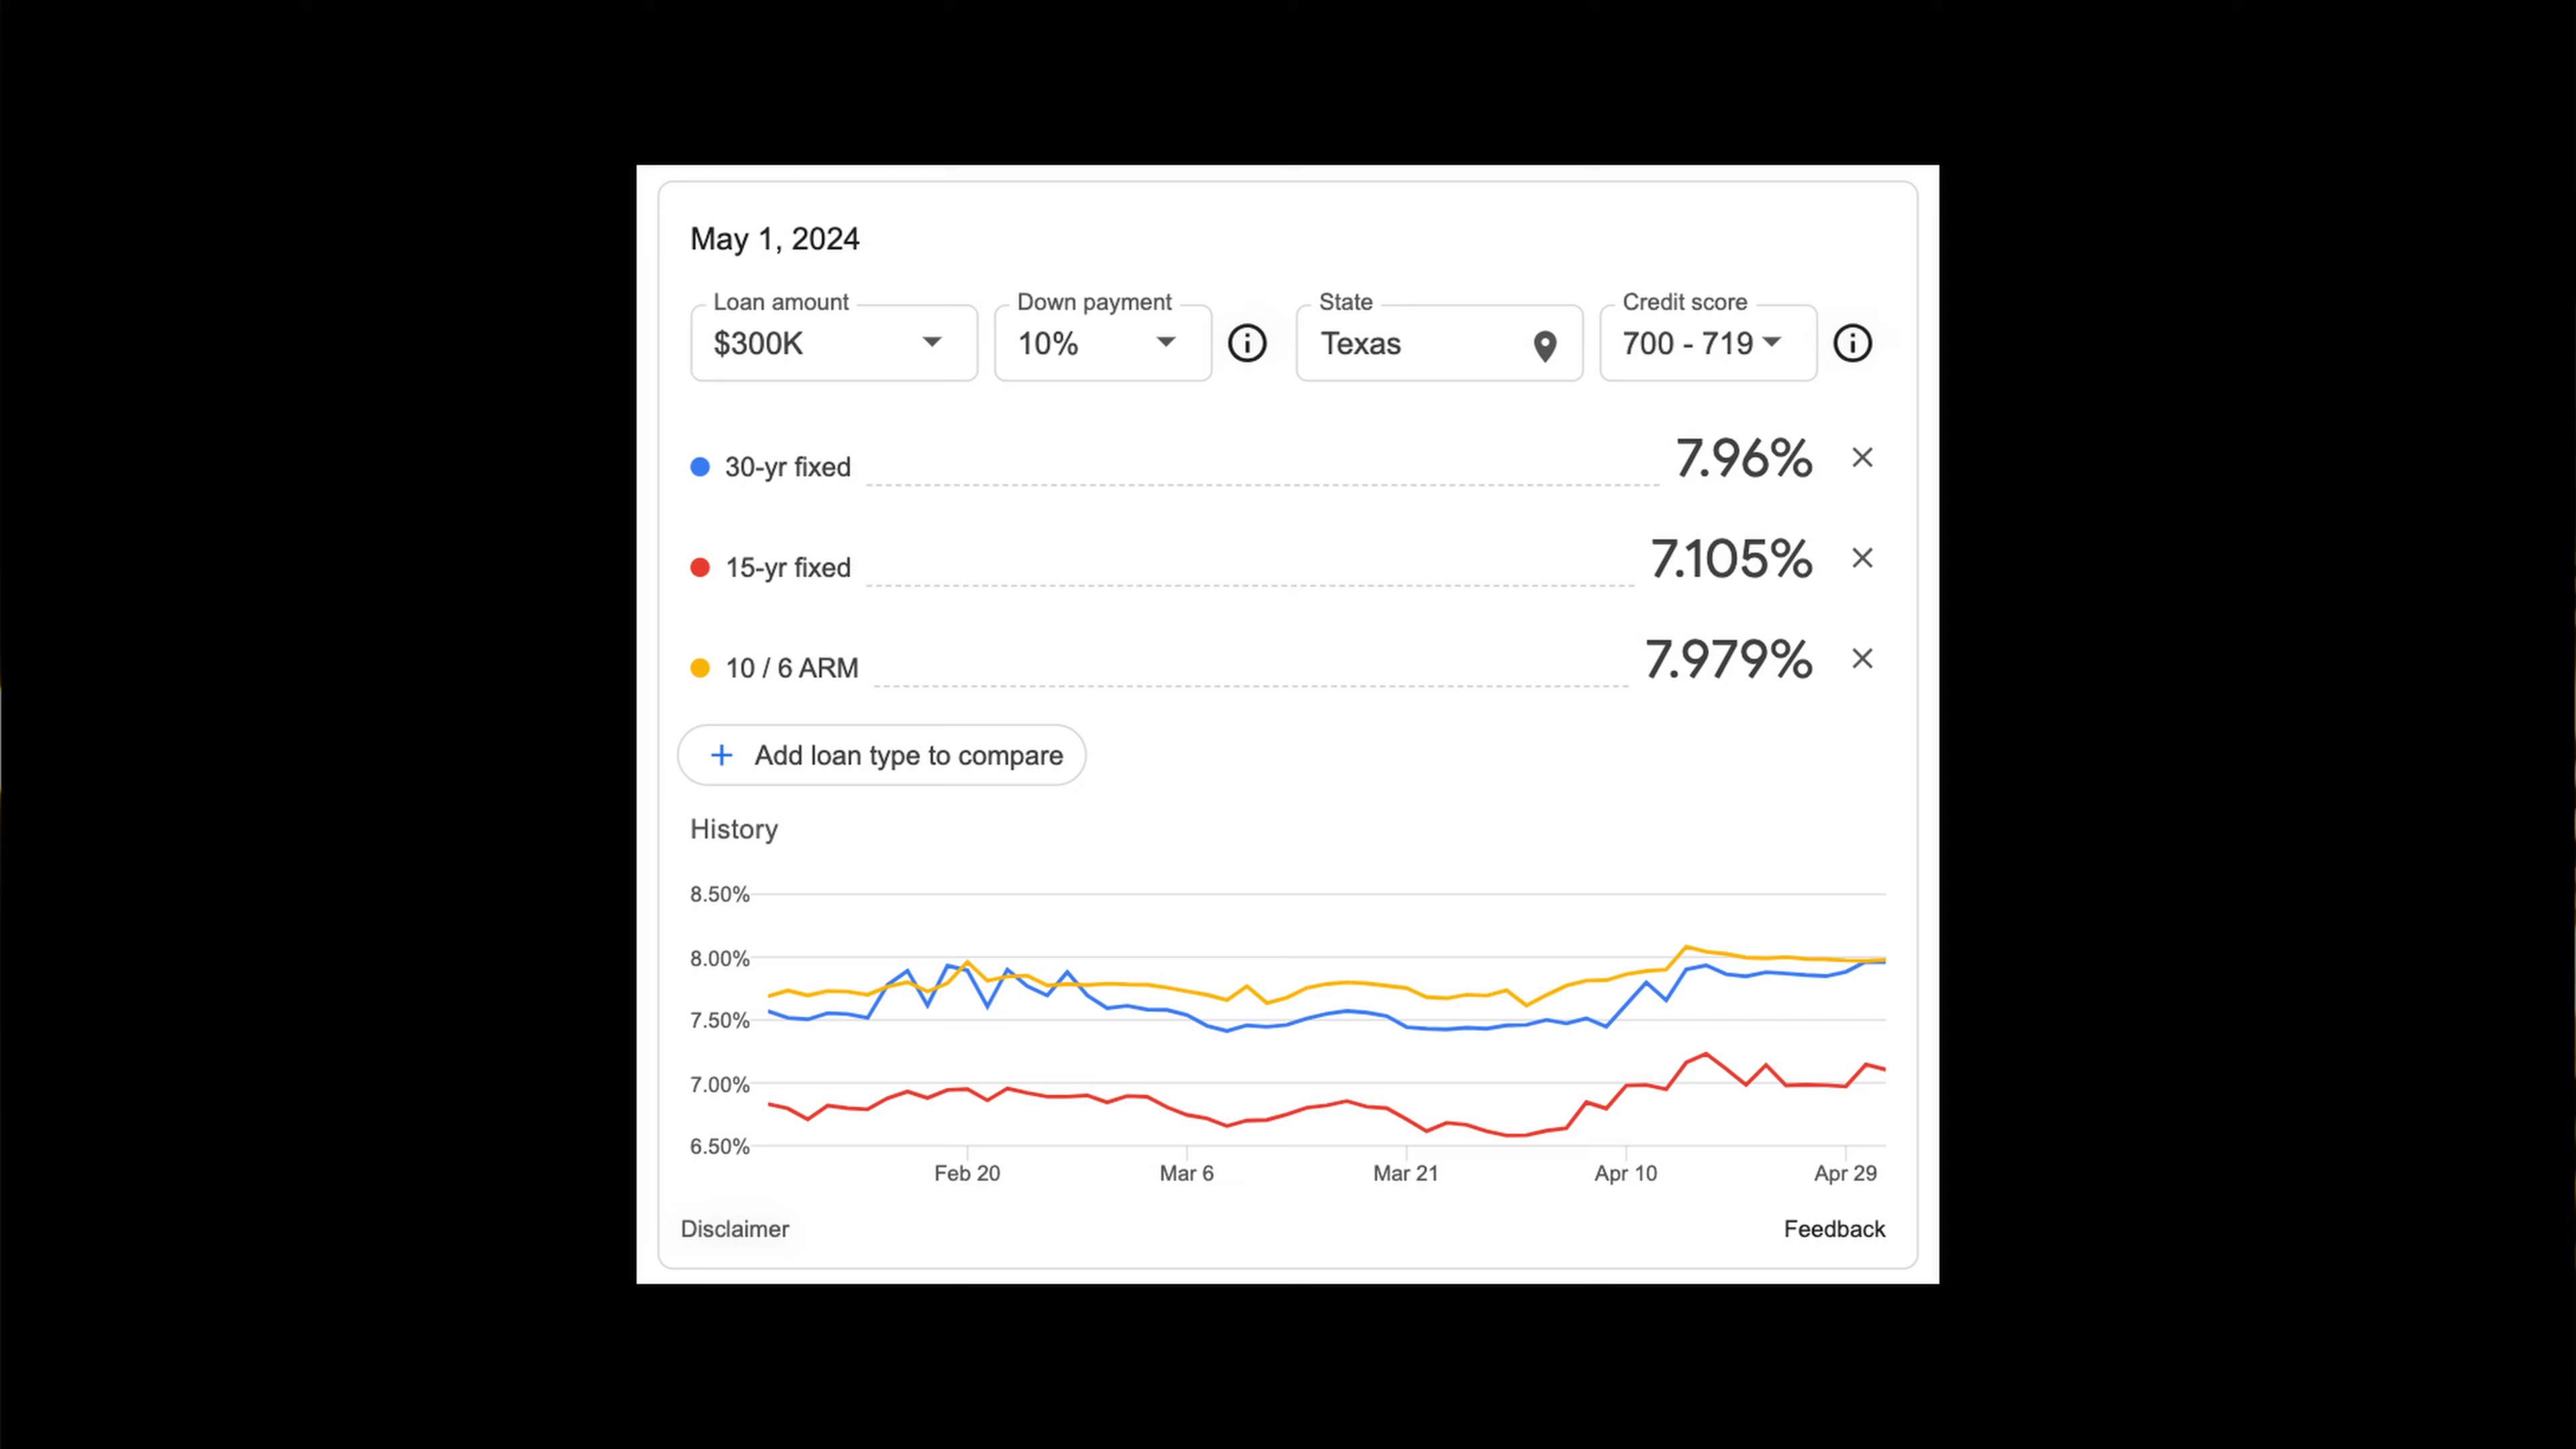 May 1, 2024
Loan amount
$300K
Down payment
10%
State
Texas
Credit score
700 - 719
30-yr fixed 7.96%
15-yr fixed 7.105%
10 / 6 ARM 7.979%
+ Add loan type to compare
History
8.50%
8.00%
7.50%
7.00%
6.50%
Feb 20 Mar 6 Mar 21 Apr 10 Apr 29
Disclaimer Feedback